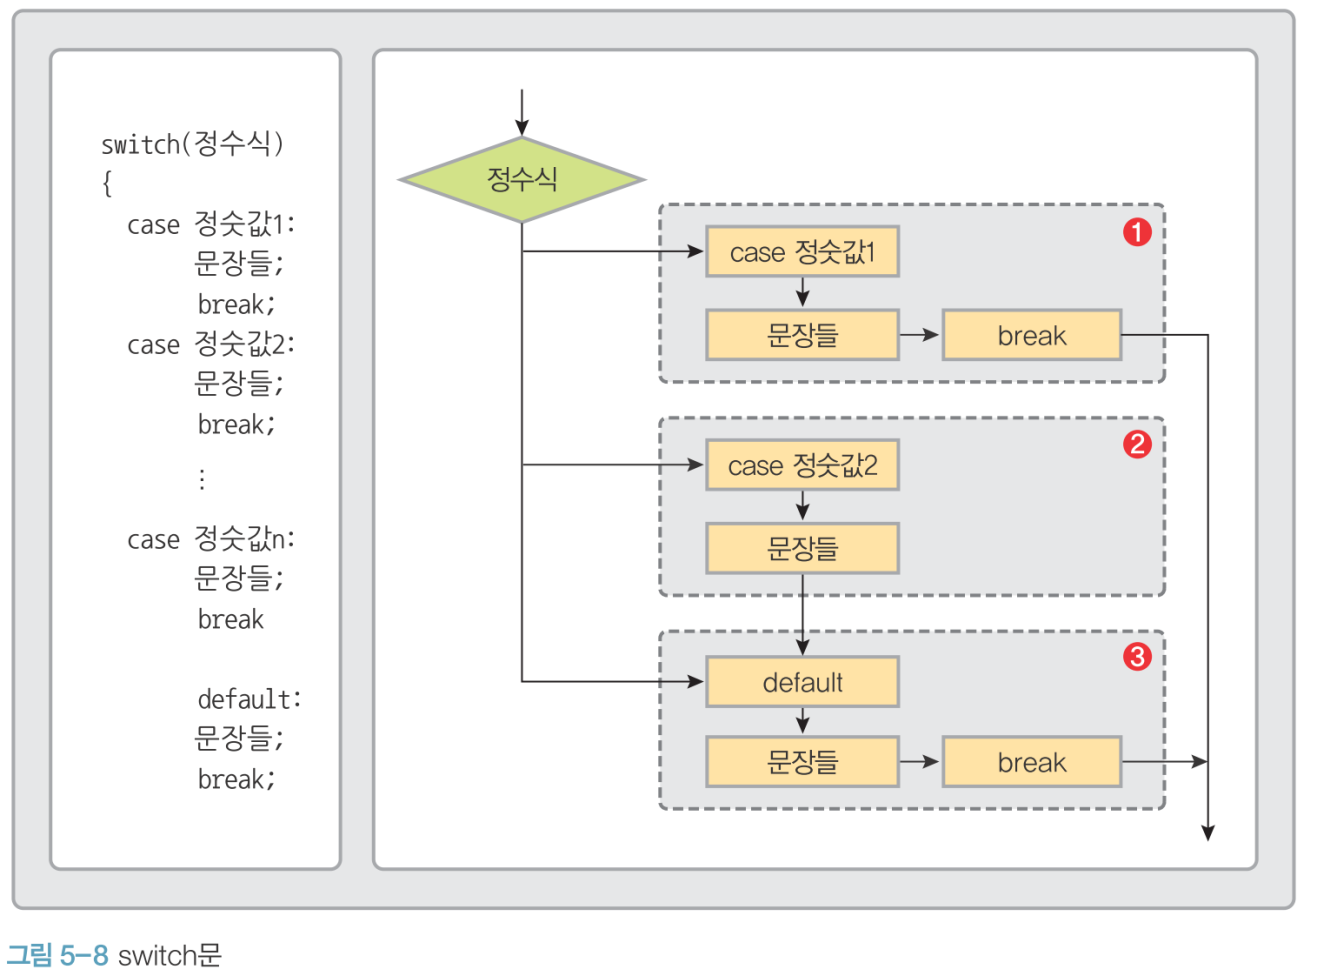 switch(정수식)
{
case 정숫값1:
문장들;
break;
case 정숫값2:
문장들;
break;
⋮
case 정숫값n:
문장들;
break
default:
문장들;
break;
정수식
1
case 정숫값1
문장들
break
2
case 정숫값2
문장들
3
default
문장들
break
그림 5-8 switch문